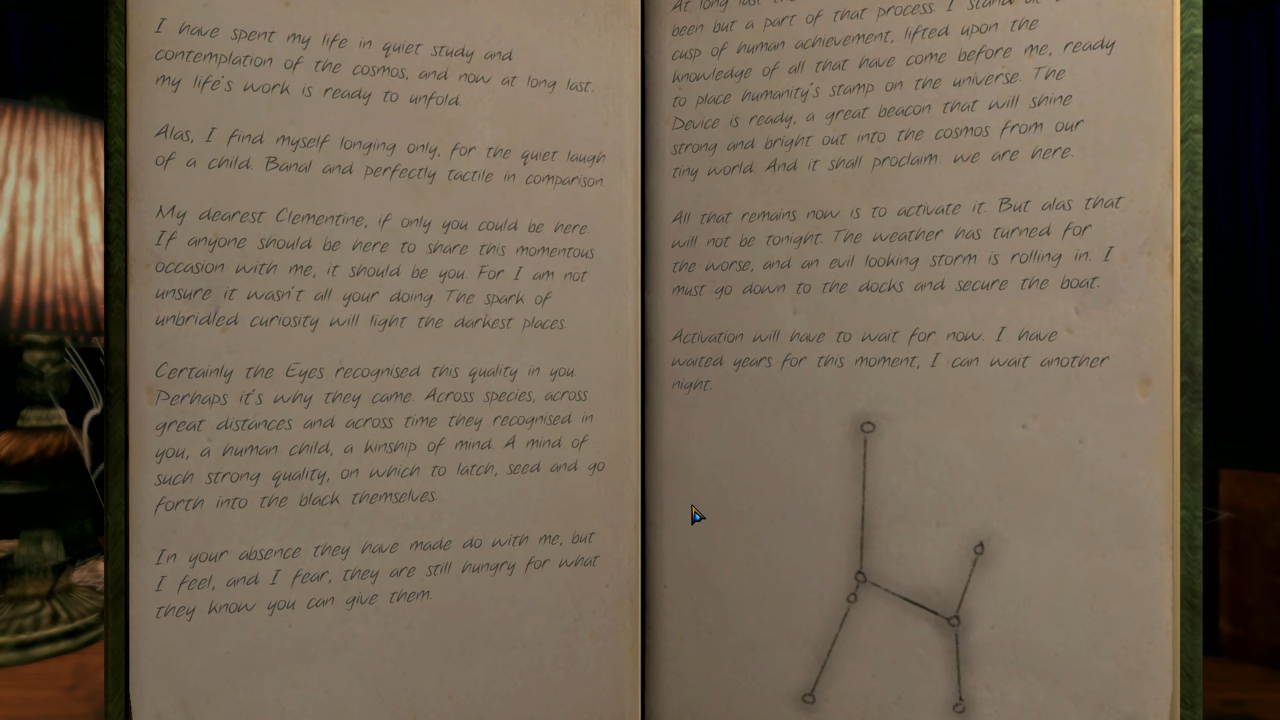 I have spent my life in quiet study and
contemplation of the cosmos, and now at long last.
my life's work is ready to unfold.
Alas, I find myself longing only, for the quiet laugh
of a child. Banal and perfectly tactile in comparison.
My dearest Clementine, if only you could be here.
If anyone should be here to share this momentous
occasion with me, it should be you. For I am not
unsure it wasn't all your doing. The spark of
unbridled curiosity will light the darkest places.
Certainly the Eyes recognised this quality in you.
Perhaps it's why they came. Across species, across
great distances and across time they recognised in
you, a human child, a kinship of mind. A mind of
such strong quality, on which to latch, seed and go
forth into the black themselves.
In your absence they have made do with me, but
I feel, and I fear, they are still hungry for what
they know you can give them.
At long last
been but a part of that process. I stand
cusp of human achievement, lifted upon the
knowledge of all that have come before me, ready
to place humanity's stamp on the universe. The
Device is ready, a great beacon that will shine
strong and bright out into the cosmos from our
tiny world. And it shall proclaim: we are here.
All that remains now is to activate it. But alas that
will not be tonight. The weather has turned for
the worse, and an evil looking storm is rolling in. I
must go down to the docks and secure the boat.
Activation will have to wait for now. I have
waited years for this moment, I can wait another
night.